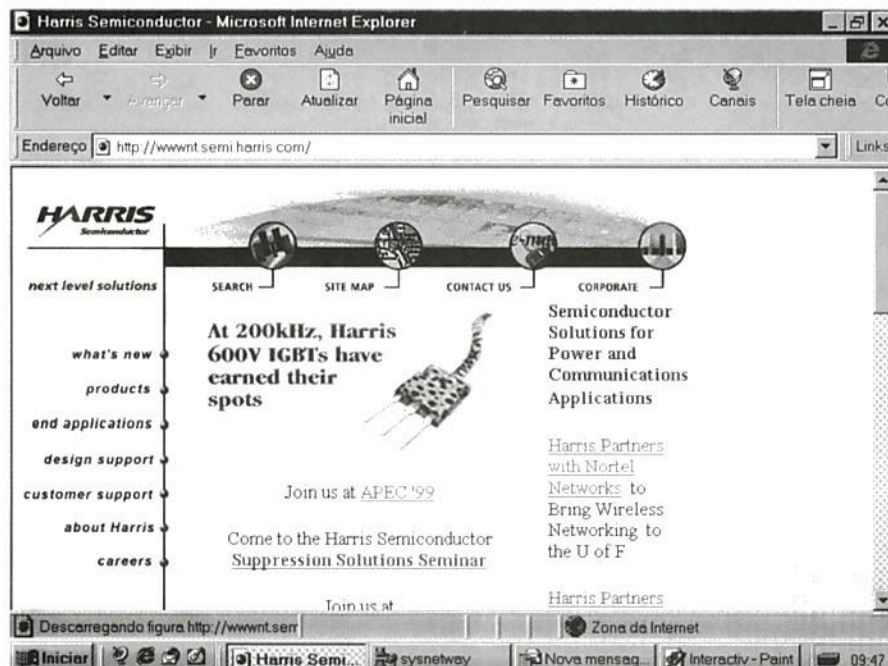 Harris Semiconductor - Microsoft Internet Explorer
Arquivo Editar Exibir Ir Favoritos Ajuda
Voltar Avançar Parar Atualizar Página inicial Pesquisar Favoritos Histórico Canais Tela cheia Co
Endereço http://wwwnt.semi.harris.com/ Links
HARRIS
Semiconductor
next level solutions
SEARCH SITE MAP CONTACT US CORPORATE
what's new
products
end applications
design support
customer support
about Harris
careers
At 200kHz, Harris
600V IGBTs have
earned their
spots
Join us at APEC '99
Come to the Harris Semiconductor
Suppression Solutions Seminar
Join us at
Semiconductor
Solutions for
Power and
Communications
Applications
Harris Partners
with Nortel
Networks to
Bring Wireless
Networking to
the U of F
Harris Partners
Descarregando figura http://wwwnt.sem Zona da Internet
Iniciar Harris Semi... sysnetway Nova mensag... Interactiv - Paint 09:47